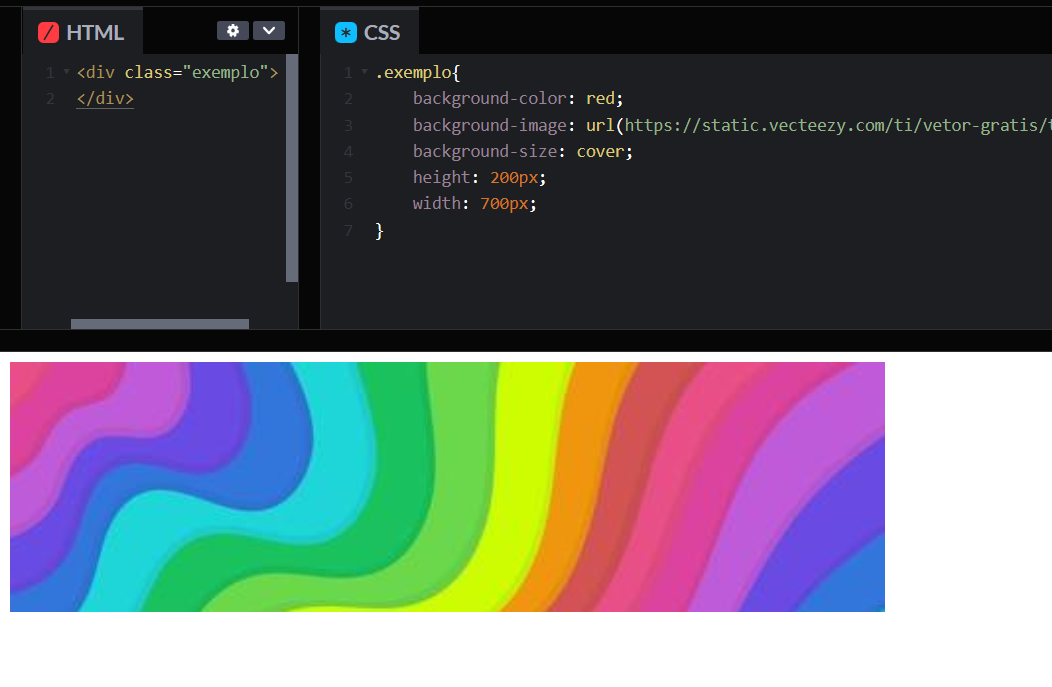 HTML
1 <div class="exemplo">
2 </div>
CSS
1 .exemplo{
2 background-color: red;
3 background-image: url(https://static.vecteezy.com/ti/vetor-gratis/
4 background-size: cover;
5 height: 200px;
6 width: 700px;
7 }